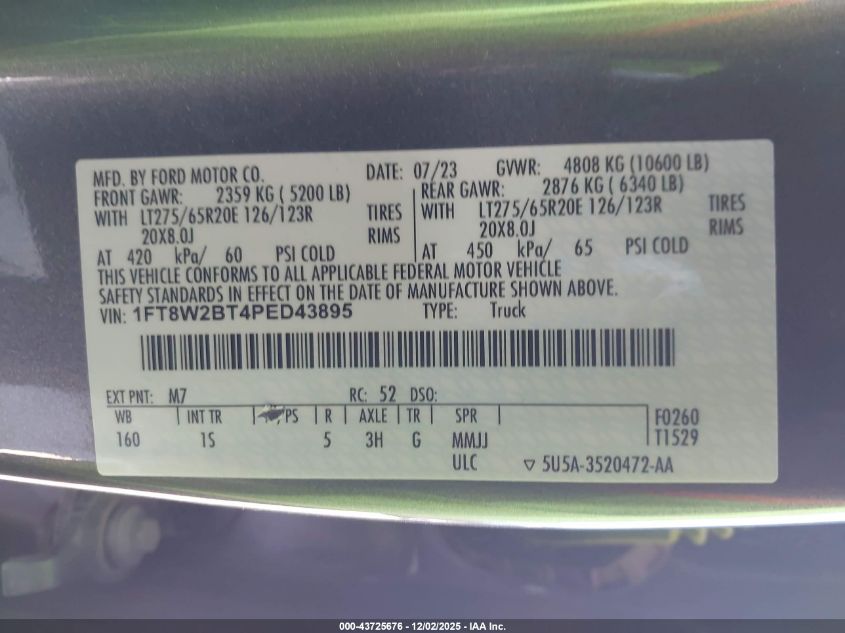 MFD. BY FORD MOTOR CO. DATE: 07/23 GVWR: 4808 KG (10600 LB)
FRONT GAWR: 2359 KG ( 5200 LB) REAR GAWR: 2876 KG ( 6340 LB)
WITH LT275/65R20E 126/123R TIRES WITH LT275/65R20E 126/123R TIRES
20X8.0J RIMS 20X8.0J RIMS
AT 420 kPa/ 60 PSI COLD AT 450 kPa/ 65 PSI COLD
THIS VEHICLE CONFORMS TO ALL APPLICABLE FEDERAL MOTOR VEHICLE
SAFETY STANDARDS IN EFFECT ON THE DATE OF MANUFACTURE SHOWN ABOVE.
VIN: 1FT8W2BT4PED43895 TYPE: Truck
EXT PNT: M7 RC: 52 DSO:
WB INT TR PS R AXLE TR SPR F0260
160 1S 5 3H G MMJJ T1529
ULC ▽ 5U5A-3520472-AA
000-43725676 - 12/02/2025 - IAA Inc.